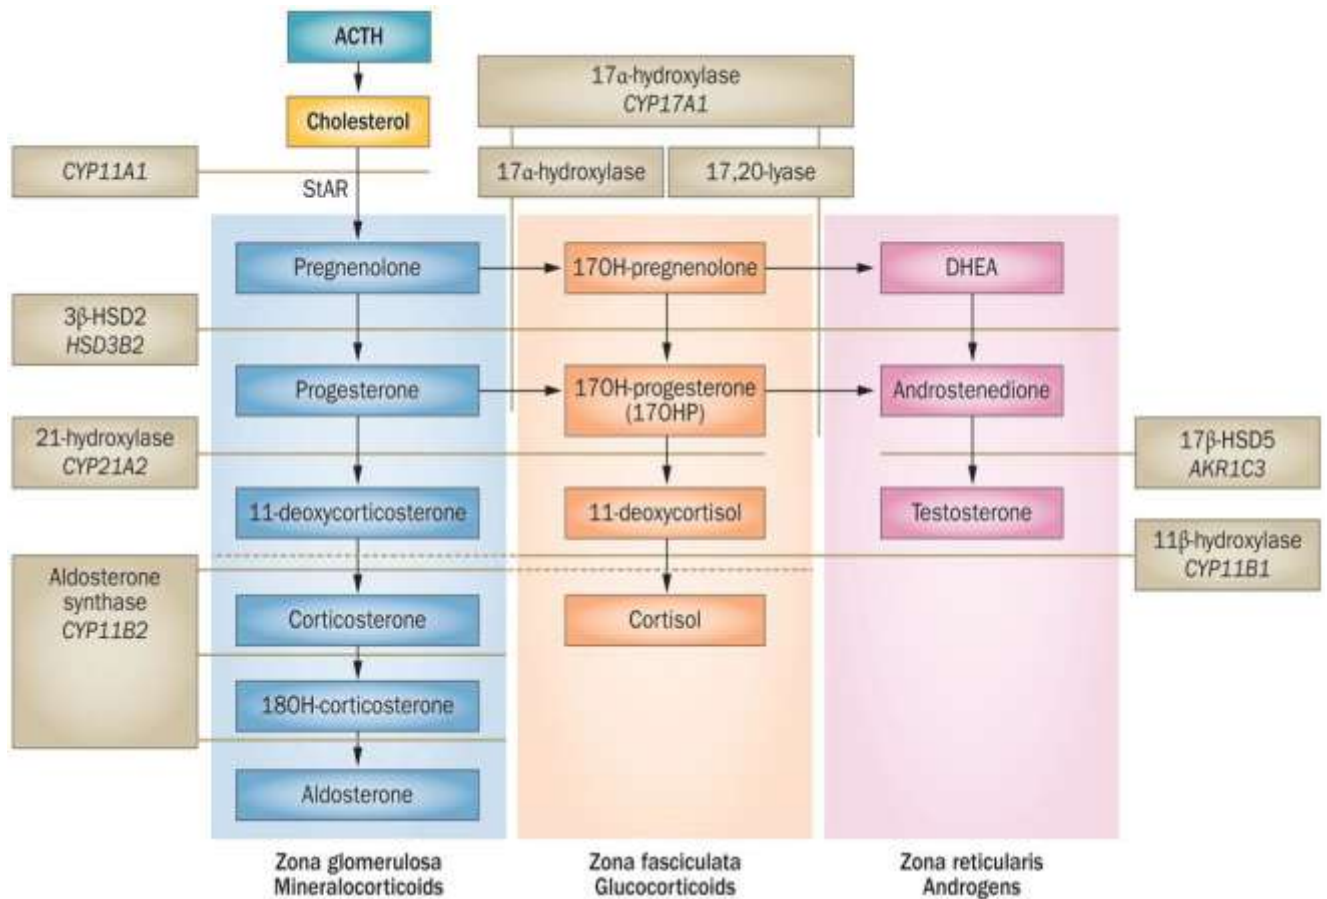 ACTH
17α-hydroxylase
CYP17A1
Cholesterol
CYP11A1
17α-hydroxylase
17,20-lyase
StAR
Pregnenolone
17OH-pregnenolone
DHEA
3β-HSD2
HSD3B2
Progesterone
17OH-progesterone
(17OHP)
Androstenedione
21-hydroxylase
CYP21A2
17β-HSD5
AKR1C3
11-deoxycorticosterone
11-deoxycortisol
Testosterone
11β-hydroxylase
CYP11B1
Aldosterone
synthase
CYP11B2
Corticosterone
Cortisol
18OH-corticosterone
Aldosterone
Zona glomerulosa
Mineralocorticoids
Zona fasciculata
Glucocorticoids
Zona reticularis
Androgens